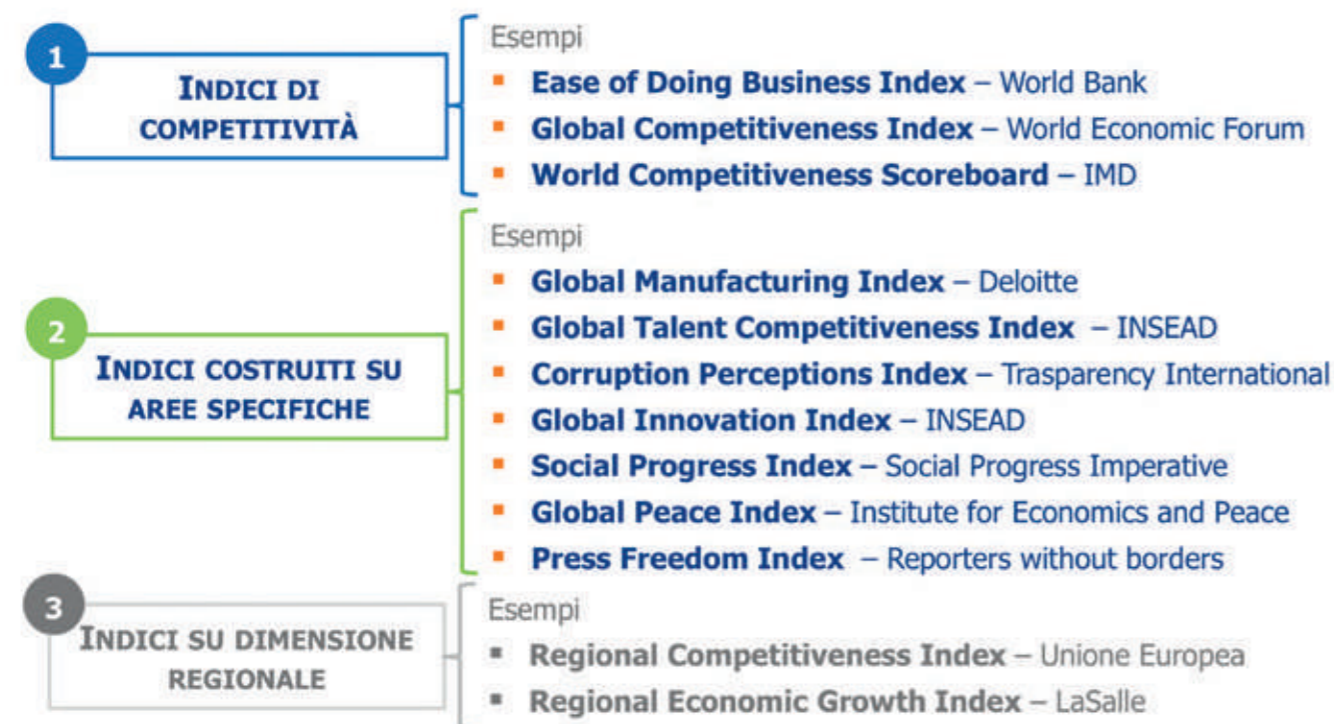 1
INDICI DI
COMPETITIVITÀ
Esempi
▪ Ease of Doing Business Index – World Bank
▪ Global Competitiveness Index – World Economic Forum
▪ World Competitiveness Scoreboard – IMD
2
INDICI COSTRUITI SU
AREE SPECIFICHE
Esempi
▪ Global Manufacturing Index – Deloitte
▪ Global Talent Competitiveness Index – INSEAD
▪ Corruption Perceptions Index – Trasparency International
▪ Global Innovation Index – INSEAD
▪ Social Progress Index – Social Progress Imperative
▪ Global Peace Index – Institute for Economics and Peace
▪ Press Freedom Index – Reporters without borders
3
INDICI SU DIMENSIONE
REGIONALE
Esempi
▪ Regional Competitiveness Index – Unione Europea
▪ Regional Economic Growth Index – LaSalle